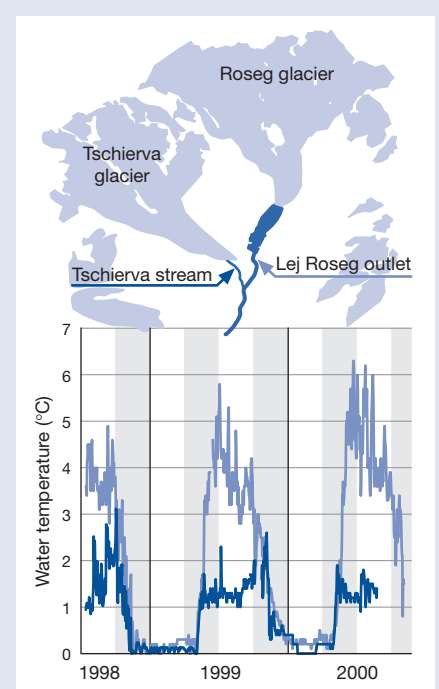 Roseg glacier
Tschierva
glacier
Tschierva stream
Lej Roseg outlet
Water temperature (°C)
7
6
5
4
3
2
1
0
1998 1999 2000